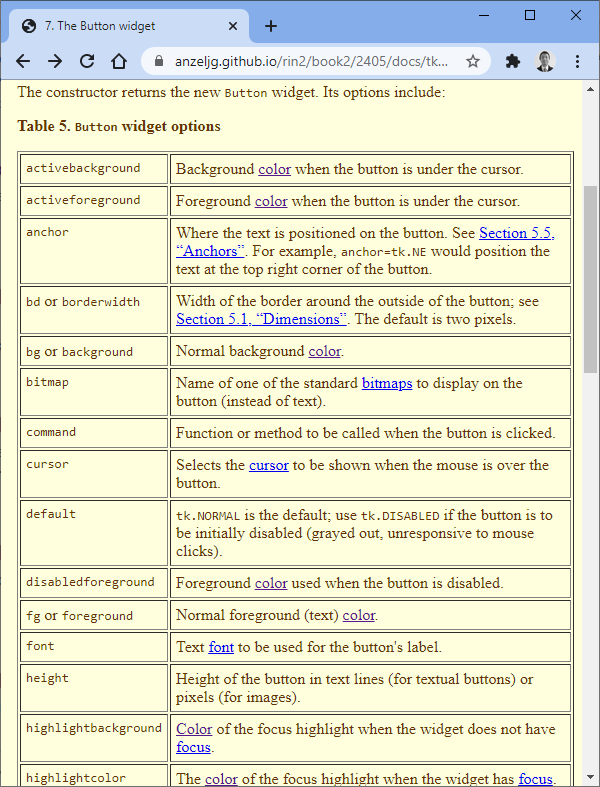 7. The Button widget
anzeljg.github.io/rin2/book2/2405/docs/tk...
The constructor returns the new Button widget. Its options include:
Table 5. Button widget options
activebackground Background color when the button is under the cursor.
activeforeground Foreground color when the button is under the cursor.
anchor Where the text is positioned on the button. See Section 5.5,
“Anchors”. For example, anchor=tk.NE would position the
text at the top right corner of the button.
bd or borderwidth Width of the border around the outside of the button; see
Section 5.1, “Dimensions”. The default is two pixels.
bg or background Normal background color.
bitmap Name of one of the standard bitmaps to display on the
button (instead of text).
command Function or method to be called when the button is clicked.
cursor Selects the cursor to be shown when the mouse is over the
button.
default tk.NORMAL is the default; use tk.DISABLED if the button is to
be initially disabled (grayed out, unresponsive to mouse
clicks).
disabledforeground Foreground color used when the button is disabled.
fg or foreground Normal foreground (text) color.
font Text font to be used for the button's label.
height Height of the button in text lines (for textual buttons) or
pixels (for images).
highlightbackground Color of the focus highlight when the widget does not have
focus.
highlightcolor The color of the focus highlight when the widget has focus.